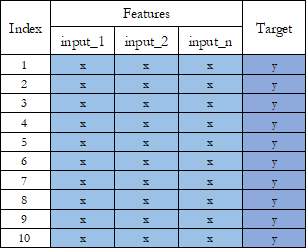 Index Features Target
input_1 input_2 input_n
1 x x x y
2 x x x y
3 x x x y
4 x x x y
5 x x x y
6 x x x y
7 x x x y
8 x x x y
9 x x x y
10 x x x y